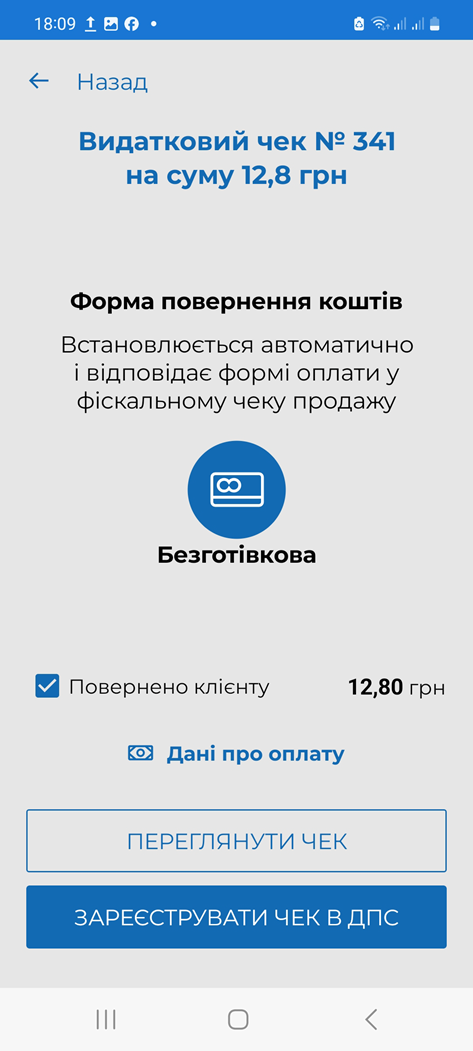 18:09
Назад
Видатковий чек № 341
на суму 12,8 грн
Форма повернення коштів
Встановлюється автоматично
і відповідає формі оплати у
фіскальному чеку продажу
Безготівкова
Повернено клієнту 12,80 грн
Дані про оплату
ПЕРЕГЛЯНУТИ ЧЕК
ЗАРЕЄСТРУВАТИ ЧЕК В ДПС